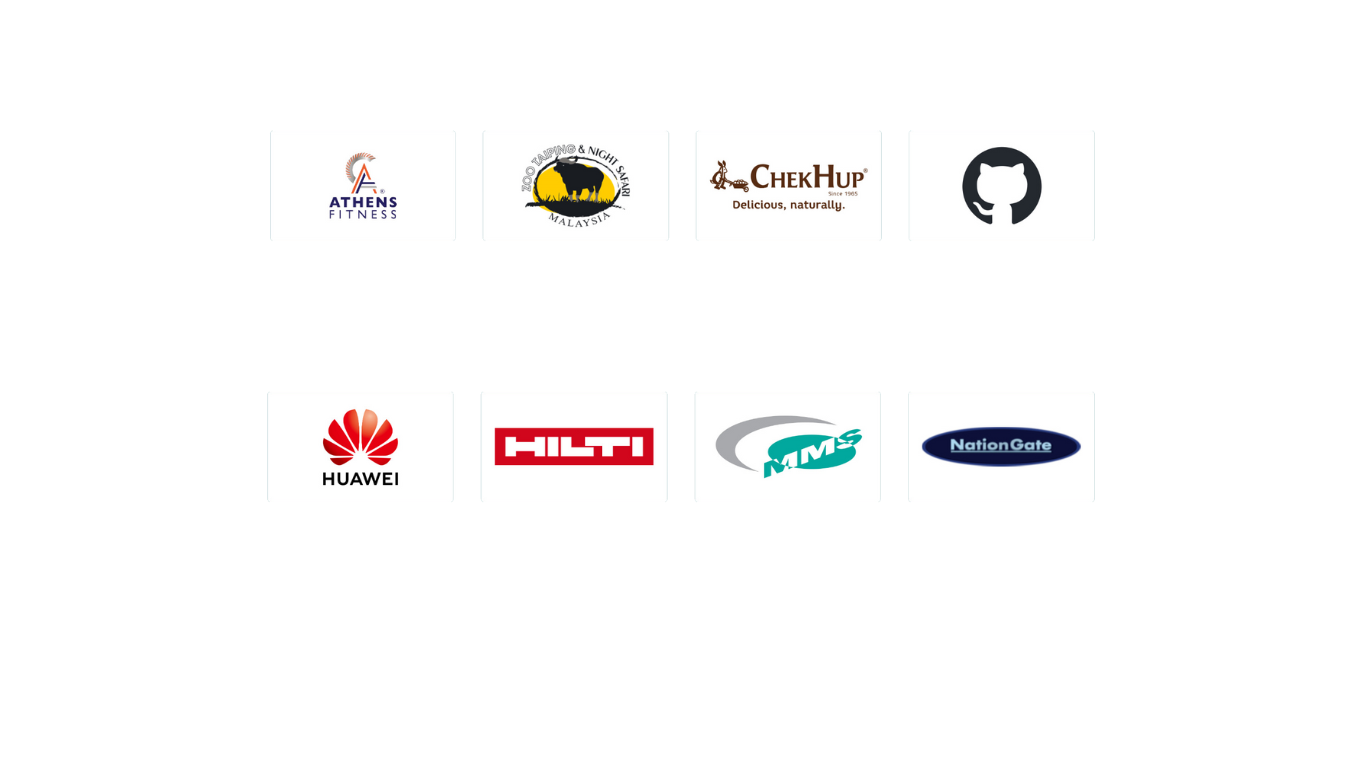 ATHENS
FITNESS
ZOO TAIPING & NIGHT SAFARI
MALAYSIA
CHEKHUP®
Since 1965
Delicious, naturally.
HUAWEI
HILTI
MMS
NationGate